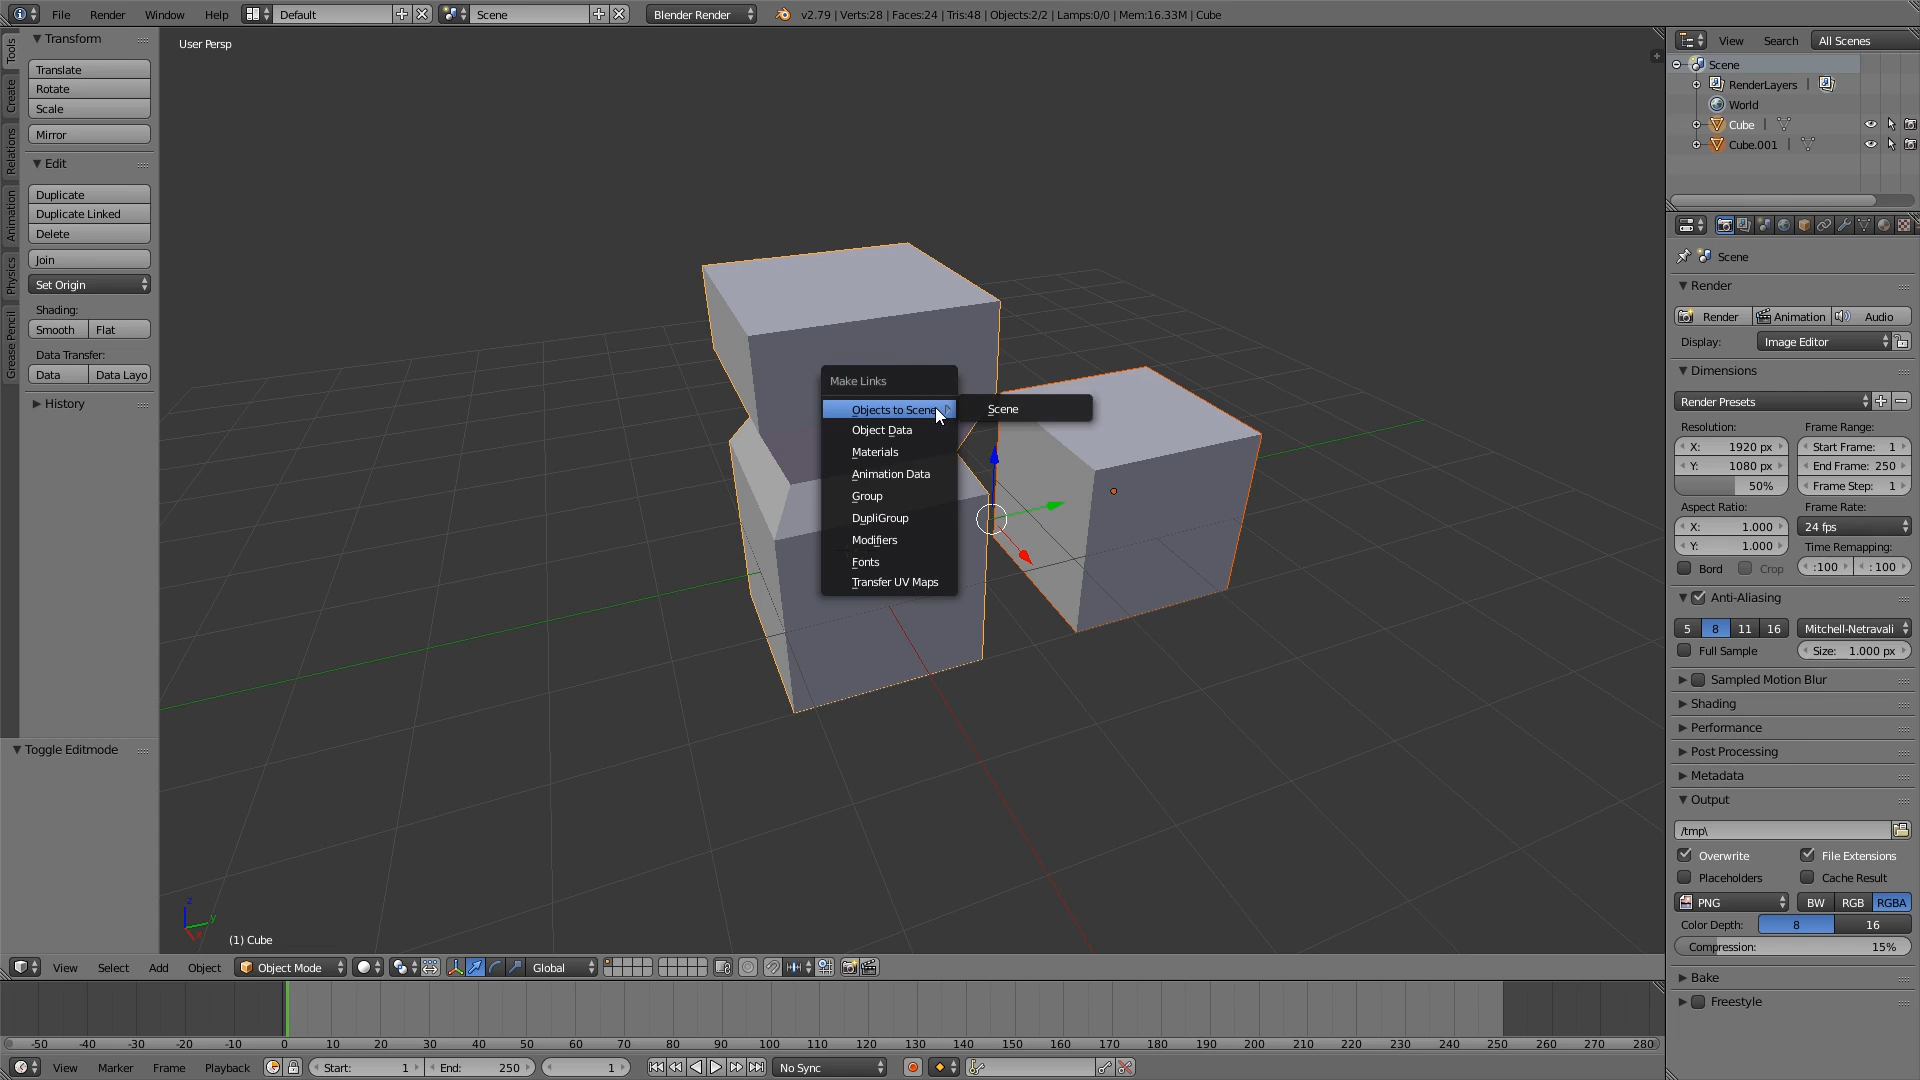 File Render Window Help Default Scene Blender Render v2.79 | Verts:28 | Faces:24 | Tris:48 | Objects:2/2 | Lamps:0/0 | Mem:16.33M | Cube
Tools
Create
Relations
Animation
Physics
Grease Pencil
Transform
Translate
Rotate
Scale
Mirror
Edit
Duplicate
Duplicate Linked
Delete
Join
Set Origin
Shading:
Smooth Flat
Data Transfer:
Data Data Layo
History
Toggle Editmode
User Persp
Make Links
Objects to Scene
Scene
Object Data
Materials
Animation Data
Group
DupliGroup
Modifiers
Fonts
Transfer UV Maps
z
y
x
(1) Cube
View Select Add Object Object Mode Global
-50 -40 -30 -20 -10 0 10 20 30 40 50 60 70 80 90 100 110 120 130 140 150 160 170 180 190 200 210 220 230 240 250 260 270 280
View Marker Frame Playback Start: 1 End: 250 1 No Sync
View Search All Scenes
Scene
RenderLayers
World
Cube
Cube.001
Scene
Render
Render Animation Audio
Display: Image Editor
Dimensions
Render Presets
Resolution: Frame Range:
X: 1920 px Start Frame: 1
Y: 1080 px End Frame: 250
50% Frame Step: 1
Aspect Ratio: Frame Rate:
X: 1.000 24 fps
Y: 1.000 Time Remapping:
Bord Crop :100 :100
Anti-Aliasing
5 8 11 16 Mitchell-Netravali
Full Sample Size: 1.000 px
Sampled Motion Blur
Shading
Performance
Post Processing
Metadata
Output
/tmp\
Overwrite File Extensions
Placeholders Cache Result
PNG BW RGB RGBA
Color Depth: 8 16
Compression: 15%
Bake
Freestyle